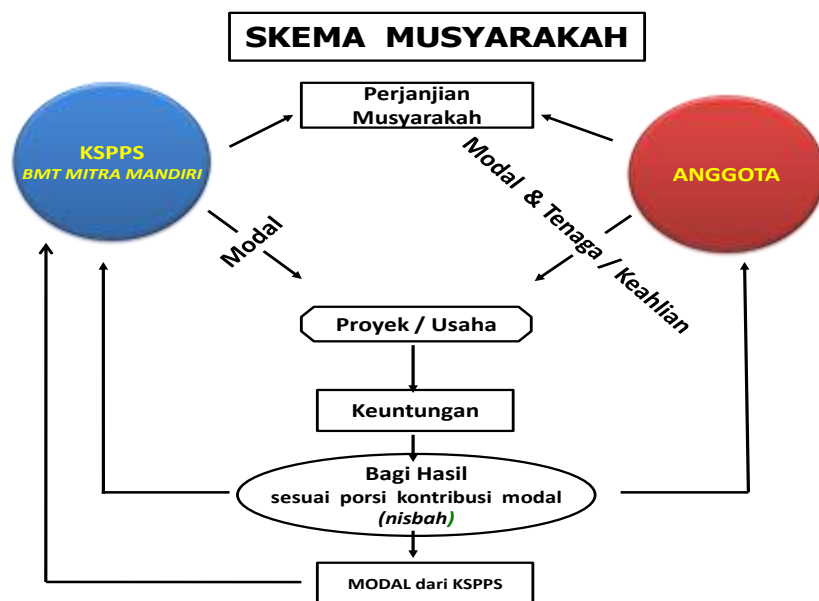 SKEMA MUSYARAKAH
Perjanjian
Musyarakah
KSPPS
BMT MITRA MANDIRI
ANGGOTA
Modal
Modal & Tenaga / Keahlian
Proyek / Usaha
Keuntungan
Bagi Hasil
sesuai porsi kontribusi modal
(nisbah)
MODAL dari KSPPS